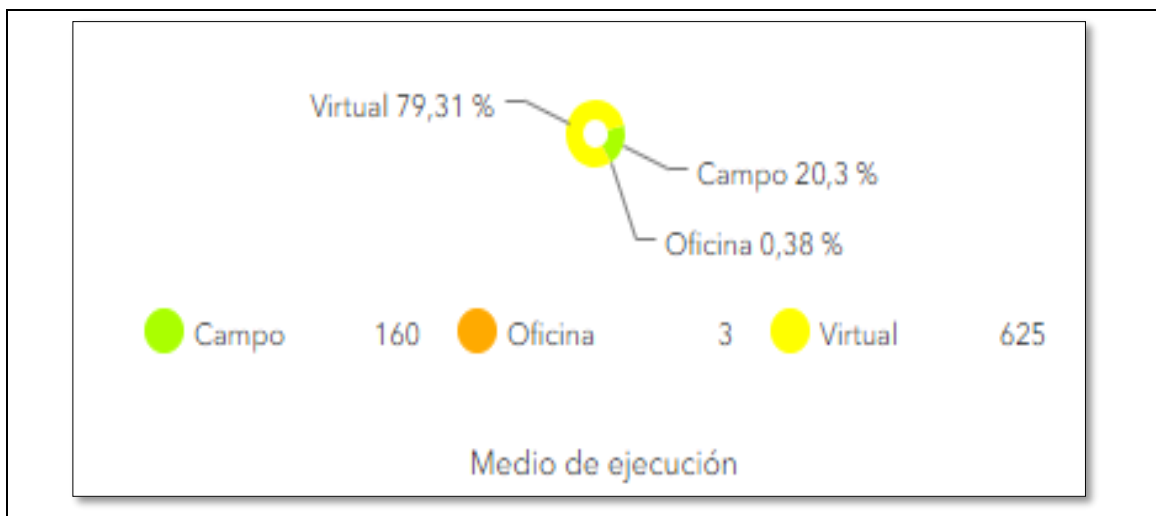 Virtual 79,31 %
Campo 20,3 %
Oficina 0,38 %
Campo 160 Oficina 3 Virtual 625
Medio de ejecución